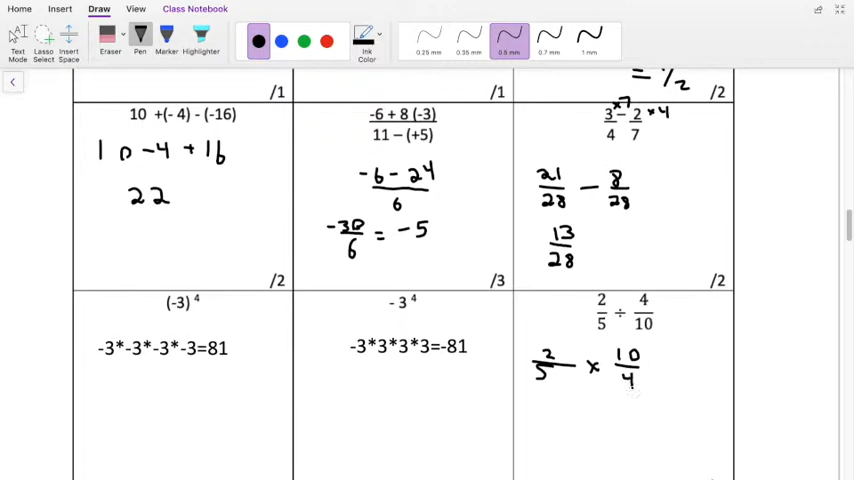 Home Insert Draw View Class Notebook
Text Mode
Lasso Select
Insert Space
Eraser
Pen
Marker
Highlighter
Ink Color
0.25 mm
0.35 mm
0.5 mm
0.7 mm
1 mm
= 1/2
/1
/1
/2
10 +(- 4) - (-16)
10 -4 +16
22
/2
-6 + 8 (-3)
11 – (+5)
-6 - 24
6
-30/6 = -5
/3
3 x7 – 2 x4
4 7
21/28 - 8/28
13/28
/2
(-3) 4
-3*-3*-3*-3=81
- 3 4
-3*3*3*3=-81
2/5 ÷ 4/10
2/5 x 10/4